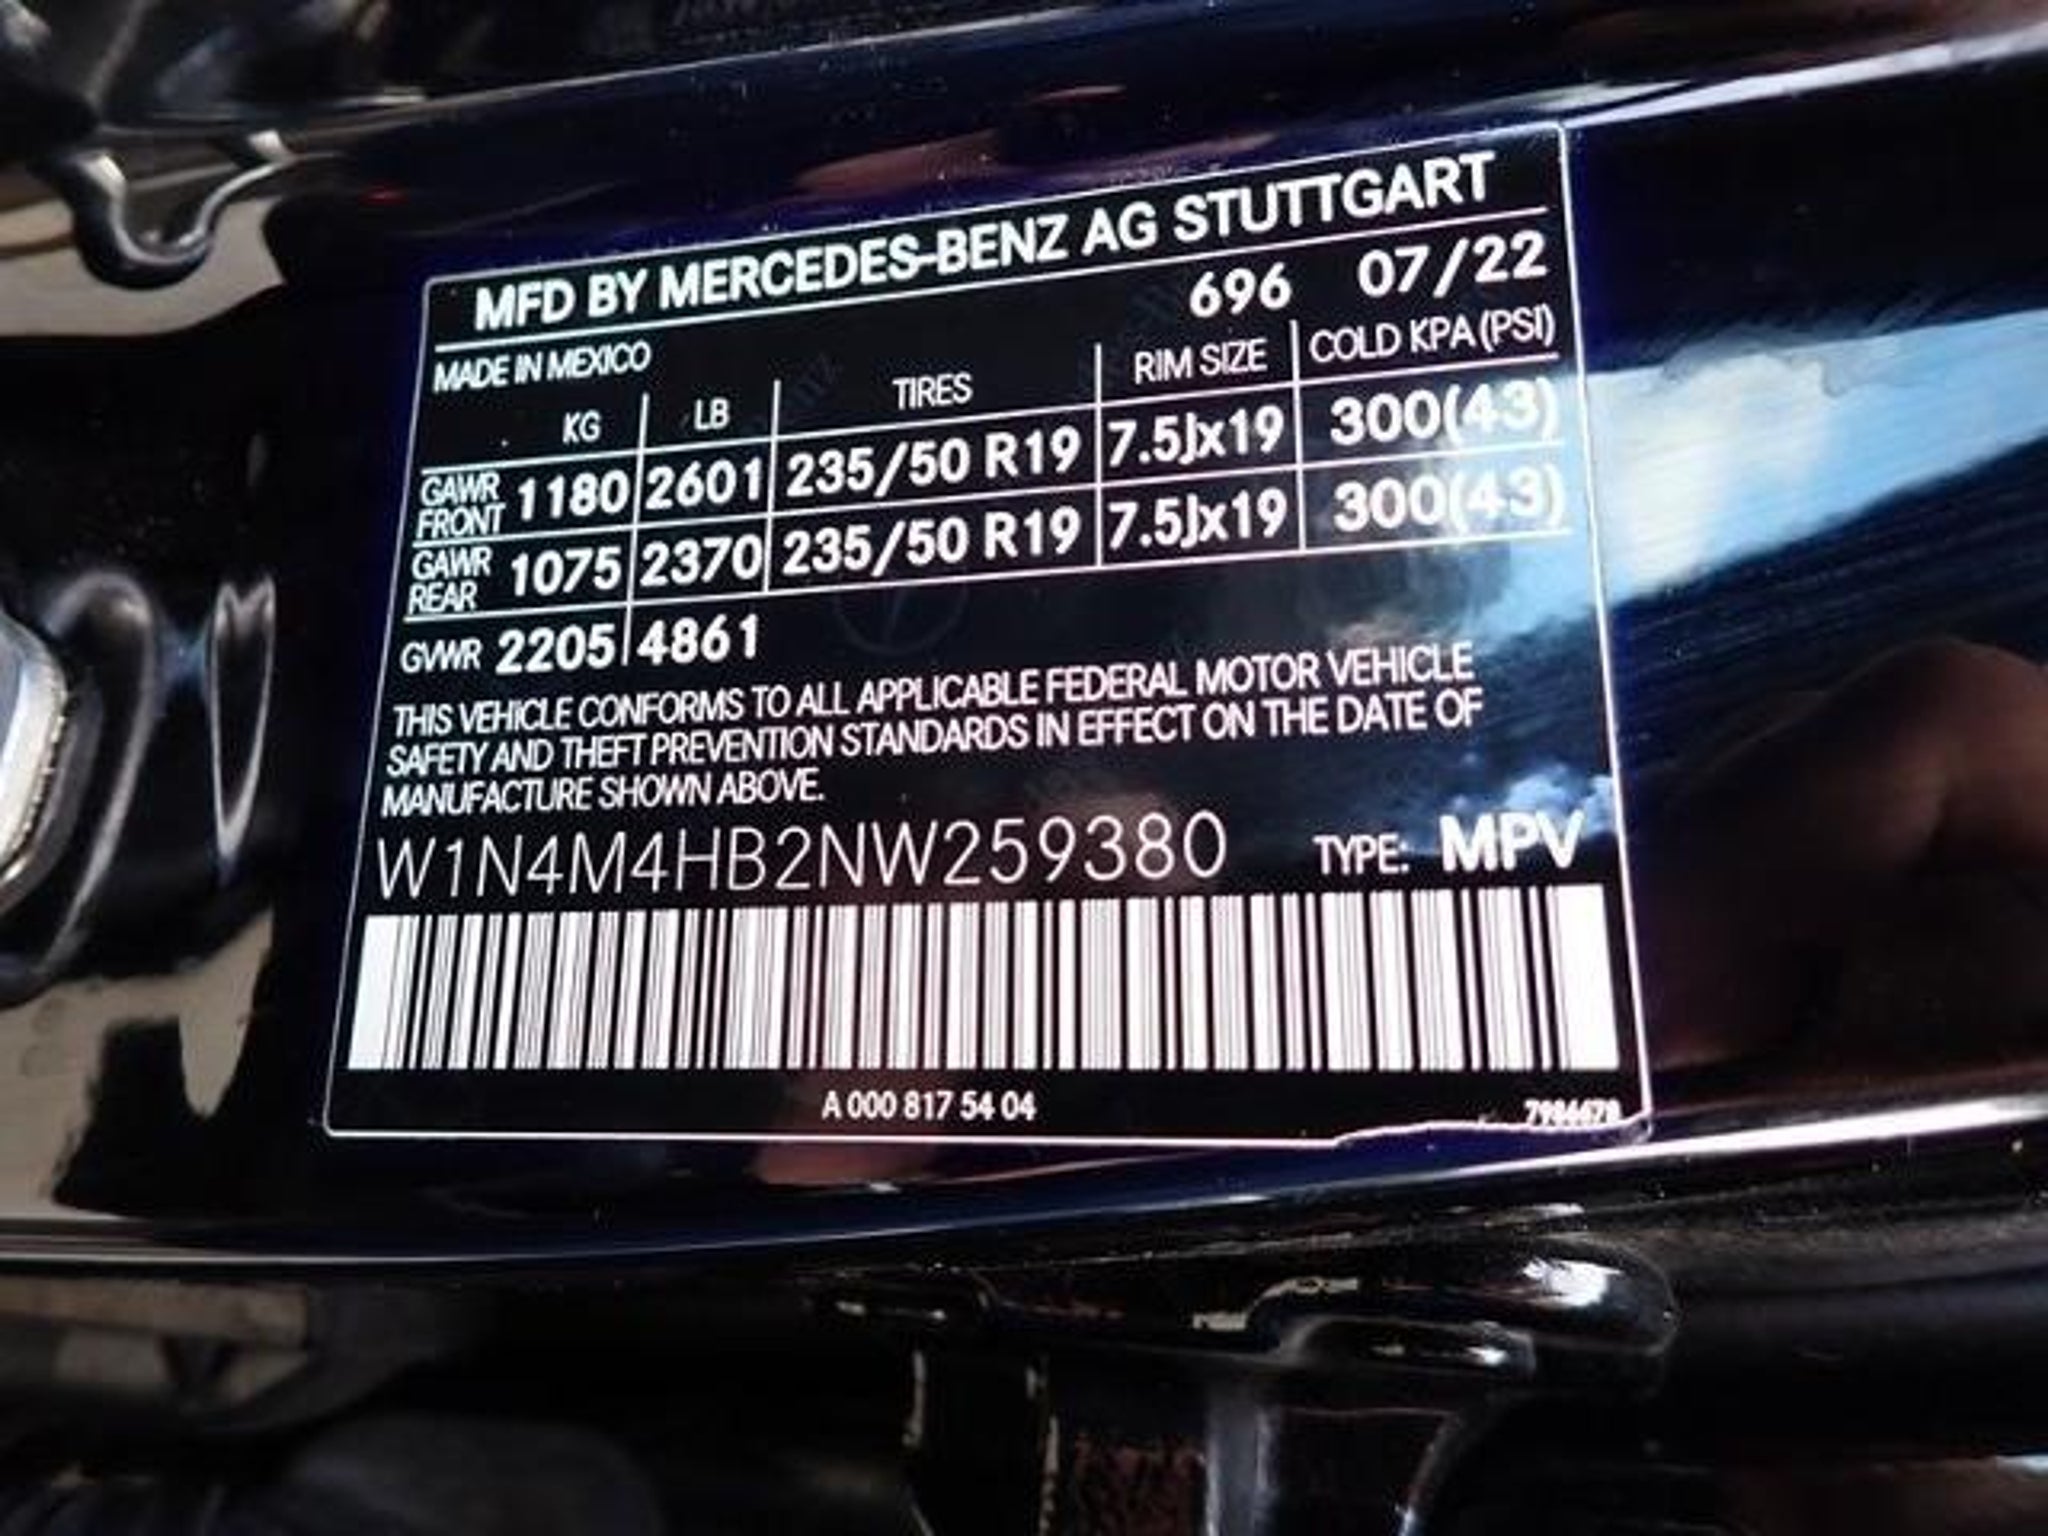 MFD BY MERCEDES-BENZ AG STUTTGART
696 07/22
MADE IN MEXICO
KG LB TIRES RIM SIZE COLD KPA (PSI)
GAWR FRONT 1180 2601 235/50 R19 7.5Jx19 300(43)
GAWR REAR 1075 2370 235/50 R19 7.5Jx19 300(43)
GVWR 2205 4861
THIS VEHICLE CONFORMS TO ALL APPLICABLE FEDERAL MOTOR VEHICLE
SAFETY AND THEFT PREVENTION STANDARDS IN EFFECT ON THE DATE OF
MANUFACTURE SHOWN ABOVE.
W1N4M4HB2NW259380 TYPE: MPV
A 000 817 54 04